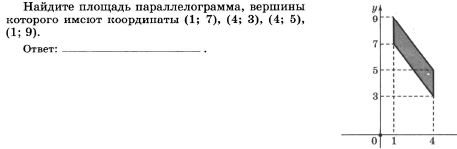 Найдите площадь параллелограмма, вершины
которого имеют координаты (1; 7), (4; 3), (4; 5),
(1; 9).
Ответ: ____________________ .
y
9
7
5
3
0 1 4 x